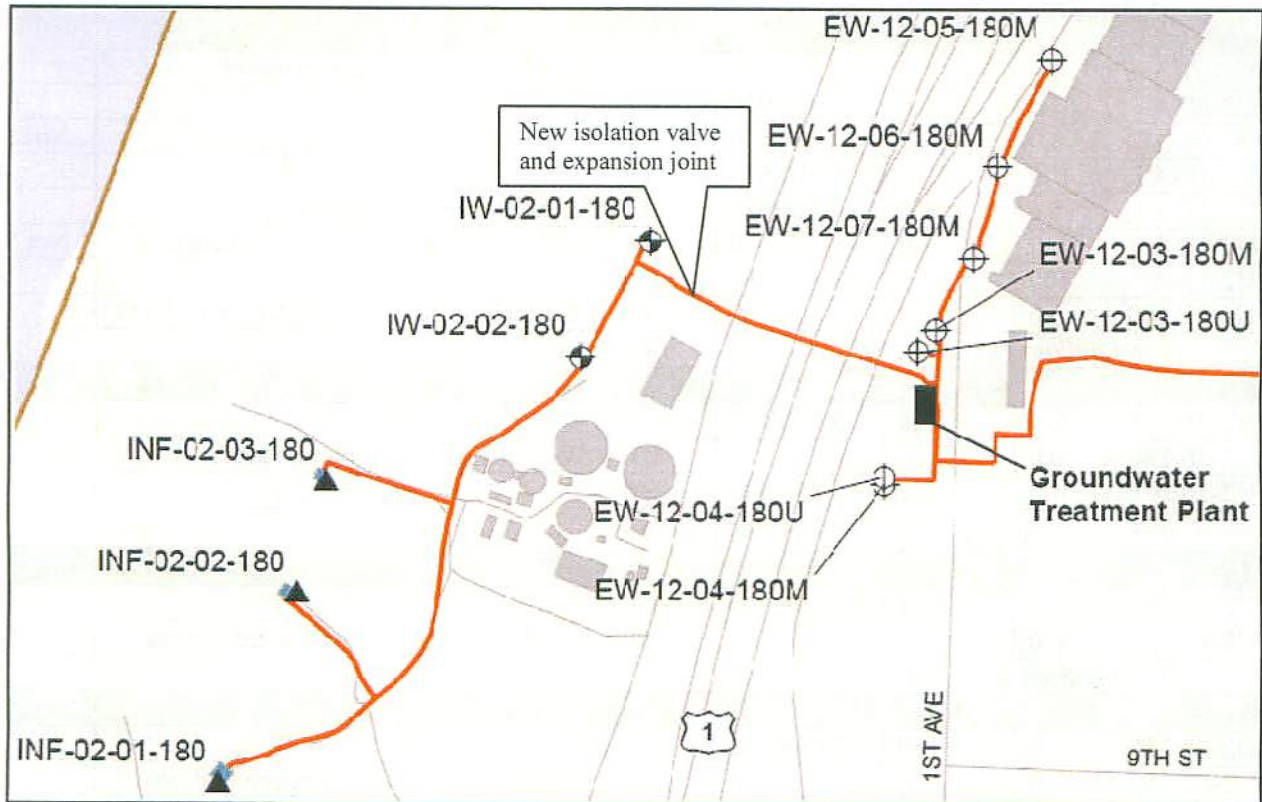 EW-12-05-180M
New isolation valve
and expansion joint
EW-12-06-180M
IW-02-01-180
EW-12-07-180M
EW-12-03-180M
IW-02-02-180
EW-12-03-180U
INF-02-03-180
Groundwater
Treatment Plant
EW-12-04-180U
INF-02-02-180
EW-12-04-180M
1
1ST AVE
INF-02-01-180
9TH ST